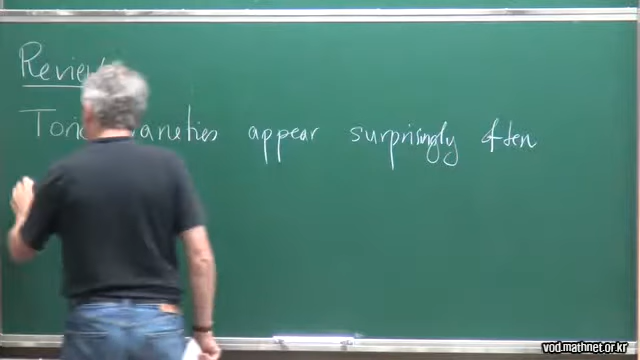 Review
Toric varieties appear surprisingly often
vod.mathnet.or.kr